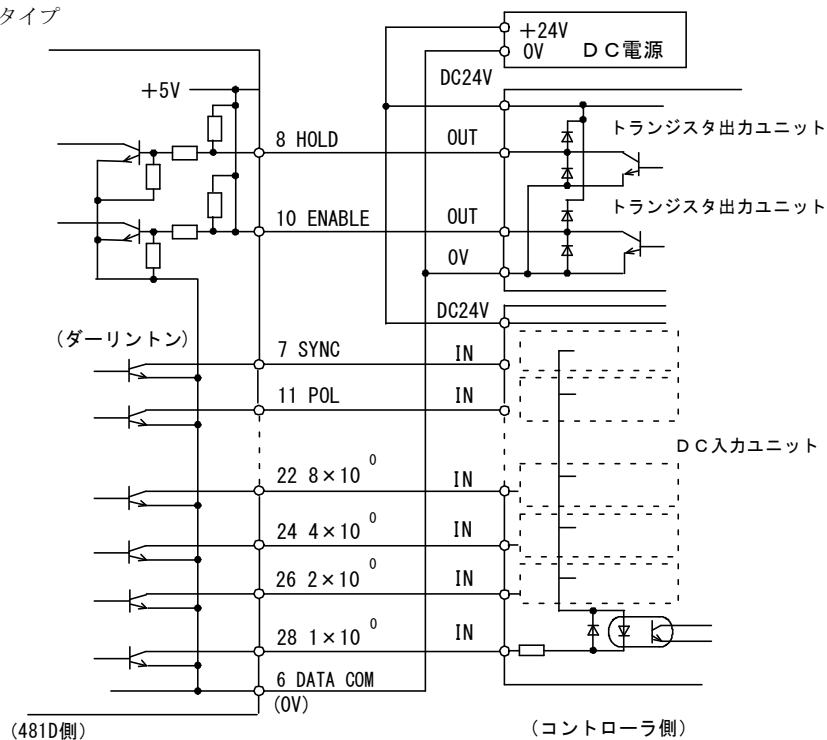 タイプ
+24V
0V　ＤＣ電源
DC24V
+5V
トランジスタ出力ユニット
8 HOLD
OUT
トランジスタ出力ユニット
10 ENABLE
OUT
0V
DC24V
(ダーリントン)
7 SYNC
IN
11 POL
IN
ＤＣ入力ユニット
22 8×10⁰
IN
24 4×10⁰
IN
26 2×10⁰
IN
28 1×10⁰
IN
6 DATA COM
(0V)
(481D側)
(コントローラ側)